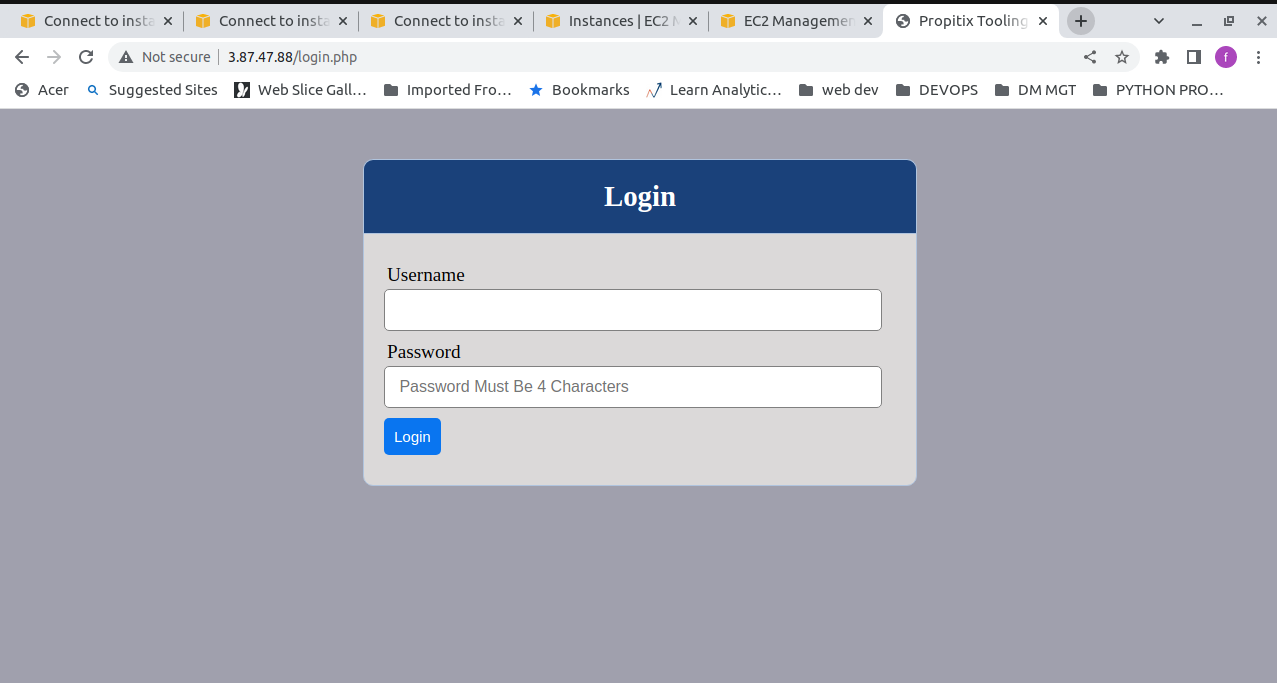 Connect to insta Connect to insta Connect to insta Instances | EC2 M EC2 Managemen Propitix Tooling
Not secure 3.87.47.88/login.php f
Acer Suggested Sites Web Slice Gall... Imported Fro... Bookmarks Learn Analytic... web dev DEVOPS DM MGT PYTHON PRO...
Login
Username
Password
Password Must Be 4 Characters
Login